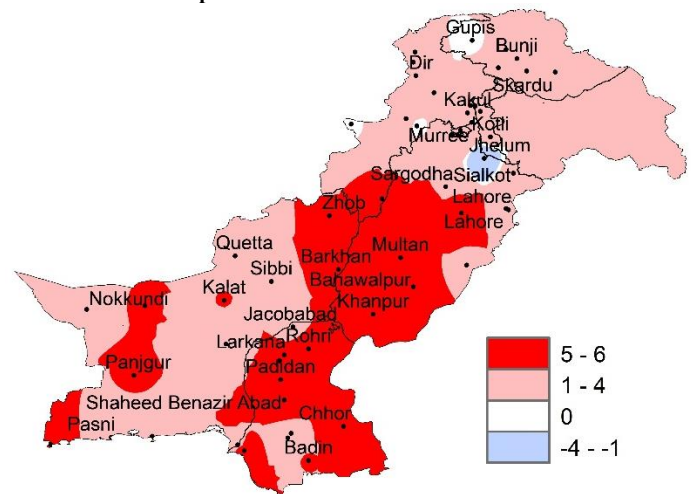 Gupis
Bunji
Dir
Skardu
Kakul
Kotli
Murree
Jhelum
Sargodha
Sialkot
Lahore
Zhob
Lahore
Quetta
Multan
Barkhan
Sibbi
Bahawalpur
Kalat
Nokkundi
Khanpur
Jacobabad
Larkana
Rohri
Panjgur
Padidan
Shaheed Benazir Abad
Chhor
Pasni
Badin
5 - 6
1 - 4
0
-4 - -1